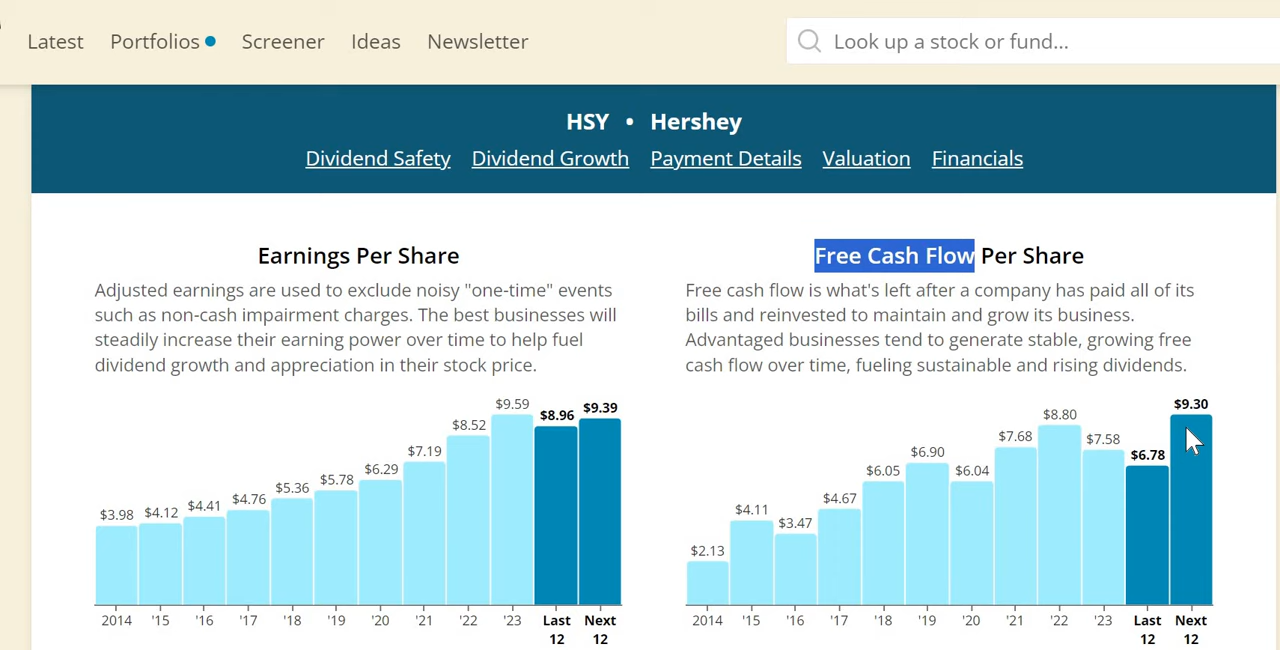 Latest Portfolios Screener Ideas Newsletter Look up a stock or fund...
HSY • Hershey
Dividend Safety Dividend Growth Payment Details Valuation Financials
Earnings Per Share
Adjusted earnings are used to exclude noisy "one-time" events
such as non-cash impairment charges. The best businesses will
steadily increase their earning power over time to help fuel
dividend growth and appreciation in their stock price.
$3.98 $4.12 $4.41 $4.76 $5.36 $5.78 $6.29 $7.19 $8.52 $9.59 $8.96 $9.39
2014 '15 '16 '17 '18 '19 '20 '21 '22 '23 Last Next
12 12
Free Cash Flow Per Share
Free cash flow is what's left after a company has paid all of its
bills and reinvested to maintain and grow its business.
Advantaged businesses tend to generate stable, growing free
cash flow over time, fueling sustainable and rising dividends.
$2.13 $4.11 $3.47 $4.67 $6.05 $6.90 $6.04 $7.68 $8.80 $7.58 $6.78 $9.30
2014 '15 '16 '17 '18 '19 '20 '21 '22 '23 Last Next
12 12